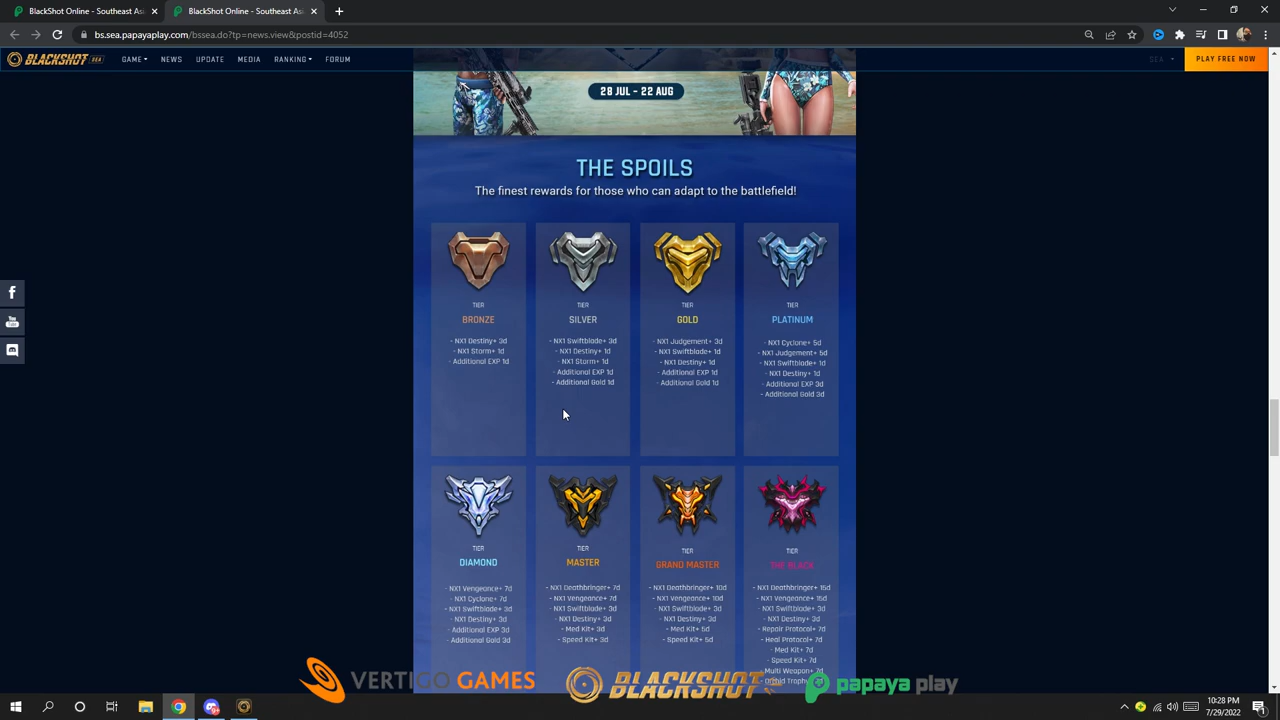 BlackShot Online - Southeast As
BlackShot Online - Southeast As
bs.sea.papayaplay.com/bssea.do?tp=news.view&postid=4052
BLACKSHOT SEA
GAME
NEWS
UPDATE
MEDIA
RANKING
FORUM
SEA
PLAY FREE NOW
28 JUL - 22 AUG
THE SPOILS
The finest rewards for those who can adapt to the battlefield!
TIER
BRONZE
- NX1 Destiny+ 3d
- NX1 Storm+ 1d
- Additional EXP 1d
TIER
SILVER
- NX1 Swiftblade+ 3d
- NX1 Destiny+ 1d
- NX1 Storm+ 1d
- Additional EXP 1d
- Additional Gold 1d
TIER
GOLD
- NX1 Judgement+ 3d
- NX1 Swiftblade+ 1d
- NX1 Destiny+ 1d
- Additional EXP 1d
- Additional Gold 1d
TIER
PLATINUM
- NX1 Cyclone+ 5d
- NX1 Judgement+ 5d
- NX1 Swiftblade+ 1d
- NX1 Destiny+ 1d
- Additional EXP 3d
- Additional Gold 3d
TIER
DIAMOND
- NX1 Vengeance+ 7d
- NX1 Cyclone+ 7d
- NX1 Swiftblade+ 3d
- NX1 Destiny+ 3d
- Additional EXP 3d
- Additional Gold 3d
TIER
MASTER
- NX1 Deathbringer+ 7d
- NX1 Vengeance+ 7d
- NX1 Swiftblade+ 3d
- NX1 Destiny+ 3d
- Med Kit+ 3d
- Speed Kit+ 3d
TIER
GRAND MASTER
- NX1 Deathbringer+ 10d
- NX1 Vengeance+ 10d
- NX1 Swiftblade+ 3d
- NX1 Destiny+ 3d
- Med Kit+ 5d
- Speed Kit+ 5d
TIER
THE BLACK
- NX1 Deathbringer+ 15d
- NX1 Vengeance+ 15d
- NX1 Swiftblade+ 3d
- NX1 Destiny+ 3d
- Repair Protocol+ 7d
- Heal Protocol+ 7d
- Med Kit+ 7d
- Speed Kit+ 7d
- Multi Weapon+ 7d
- Orchid Trophy
VERTIGO GAMES
BLACKSHOT
papaya play
10:28 PM
7/29/2022